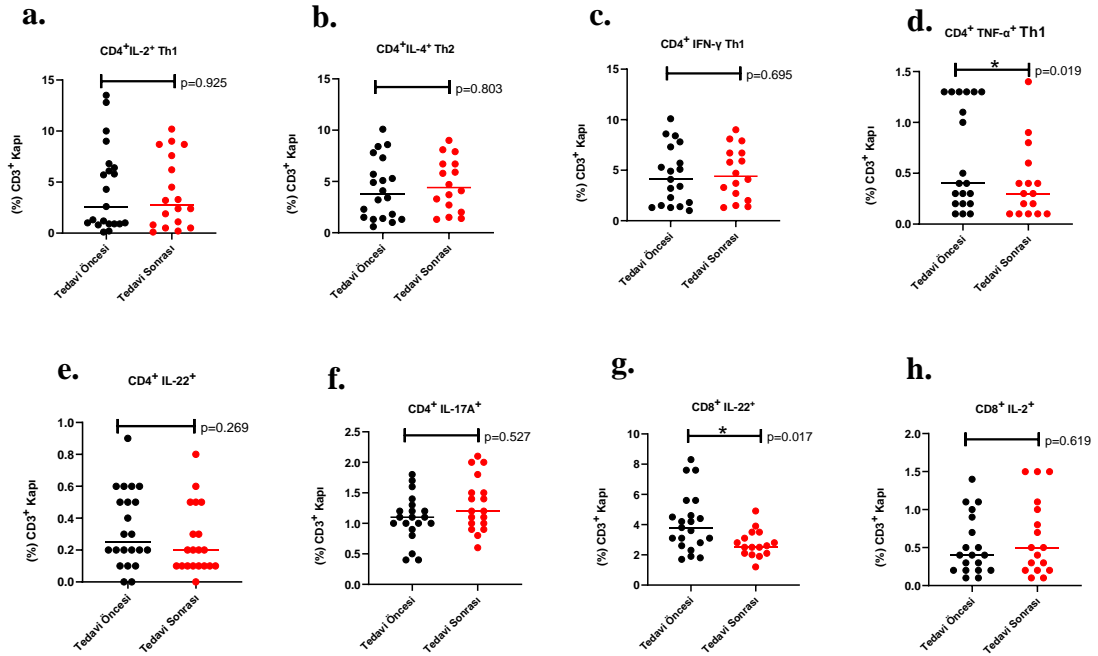 a.
CD4+IL-2+ Th1
p=0.925
(%) CD3+ Kapı
15
10
5
0
Tedavi Öncesi
Tedavi Sonrası
b.
CD4+IL-4+ Th2
p=0.803
(%) CD3+ Kapı
15
10
5
0
Tedavi Öncesi
Tedavi Sonrası
c.
CD4+ IFN-γ Th1
p=0.695
(%) CD3+ Kapı
15
10
5
0
Tedavi Öncesi
Tedavi Sonrası
d.
CD4+ TNF-α+ Th1
*
p=0.019
(%) CD3+ Kapı
1.5
1.0
0.5
0.0
Tedavi Öncesi
Tedavi Sonrası
e.
CD4+ IL-22+
p=0.269
(%) CD3+ Kapı
1.0
0.8
0.6
0.4
0.2
0.0
Tedavi Öncesi
Tedavi Sonrası
f.
CD4+ IL-17A+
p=0.527
(%) CD3+ Kapı
2.5
2.0
1.5
1.0
0.5
0.0
Tedavi Öncesi
Tedavi Sonrası
g.
CD8+ IL-22+
*
p=0.017
(%) CD3+ Kapı
10
8
6
4
2
0
Tedavi Öncesi
Tedavi Sonrası
h.
CD8+ IL-2+
p=0.619
(%) CD3+ Kapı
2.0
1.5
1.0
0.5
0.0
Tedavi Öncesi
Tedavi Sonrası